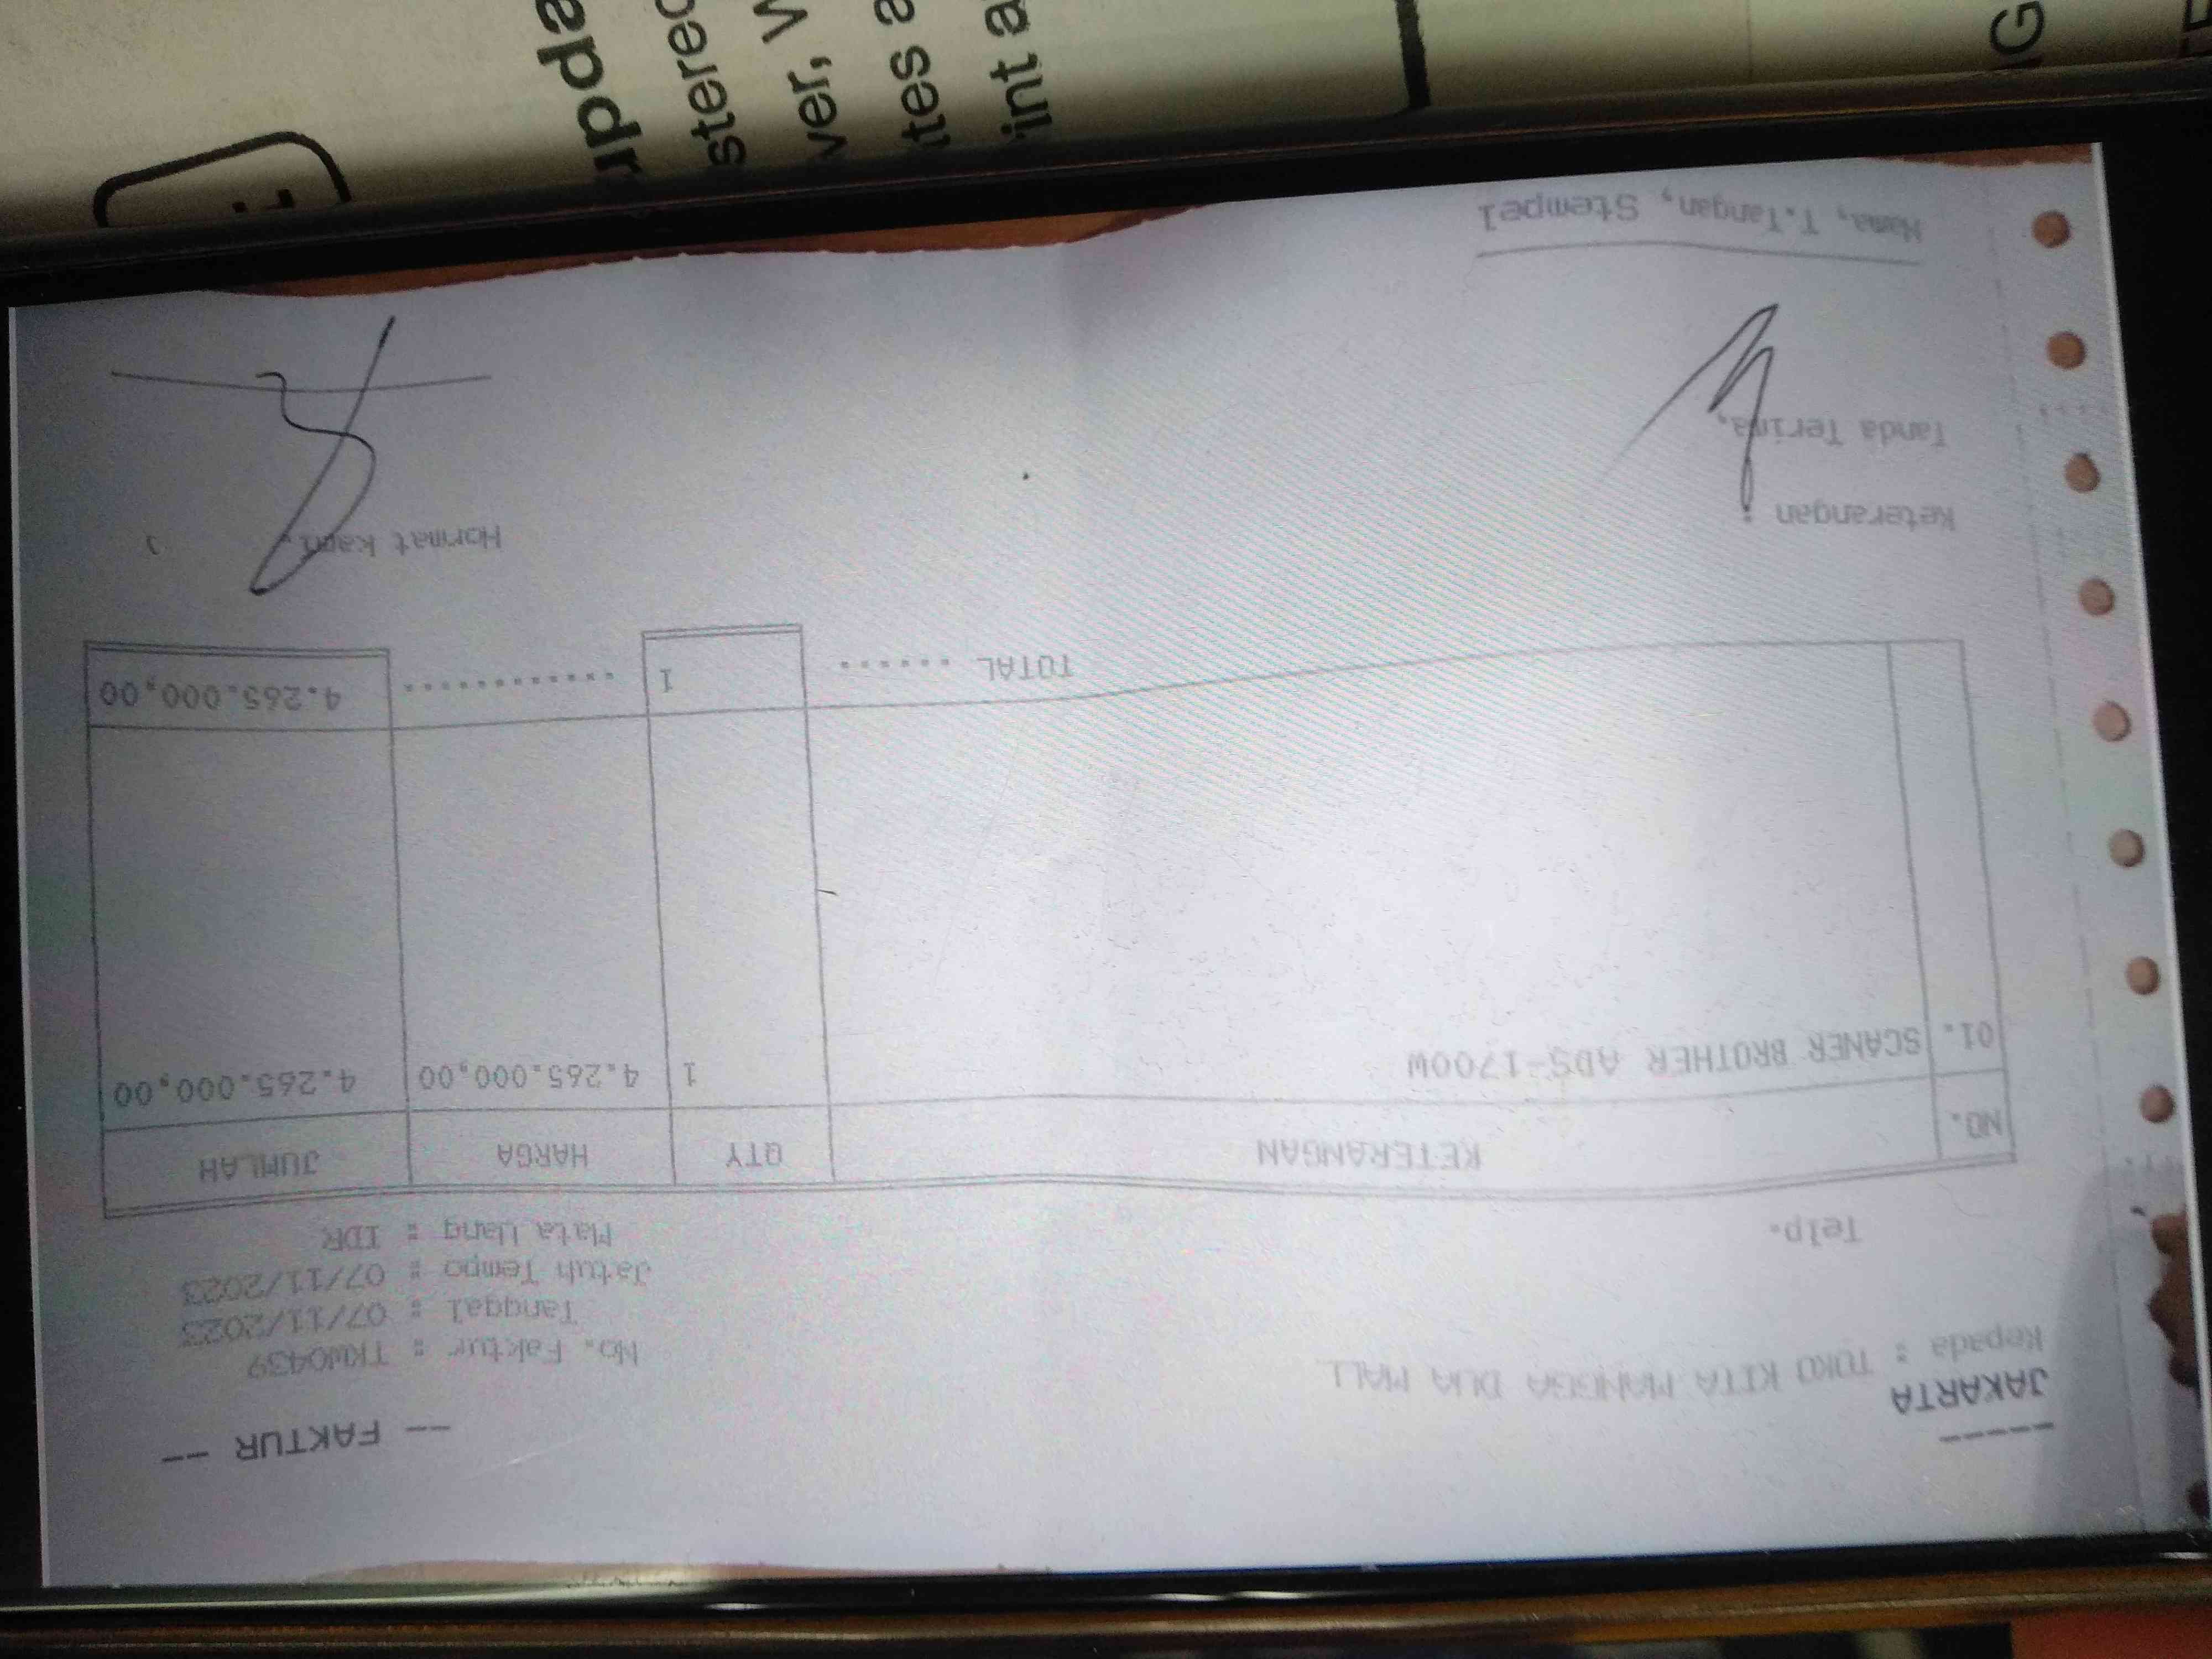 -- FAKTUR --
JAKARTA
Kepada : TOKO KITA MANGGA DUA MALL
No. Faktur : TKW0439
Tanggal : 07/11/2023
Jatuh Tempo : 07/11/2023
Telp.
Mata Uang : IDR
NO. KETERANGAN QTY HARGA JUMLAH
01. SCANER BROTHER ADS-1700W 1 4.265.000,00 4.265.000,00
TOTAL ...... 1 ............ 4.265.000,00
Keterangan :
Hormat Kami,
Tanda Terima,
Nama, T.Tangan, Stempel